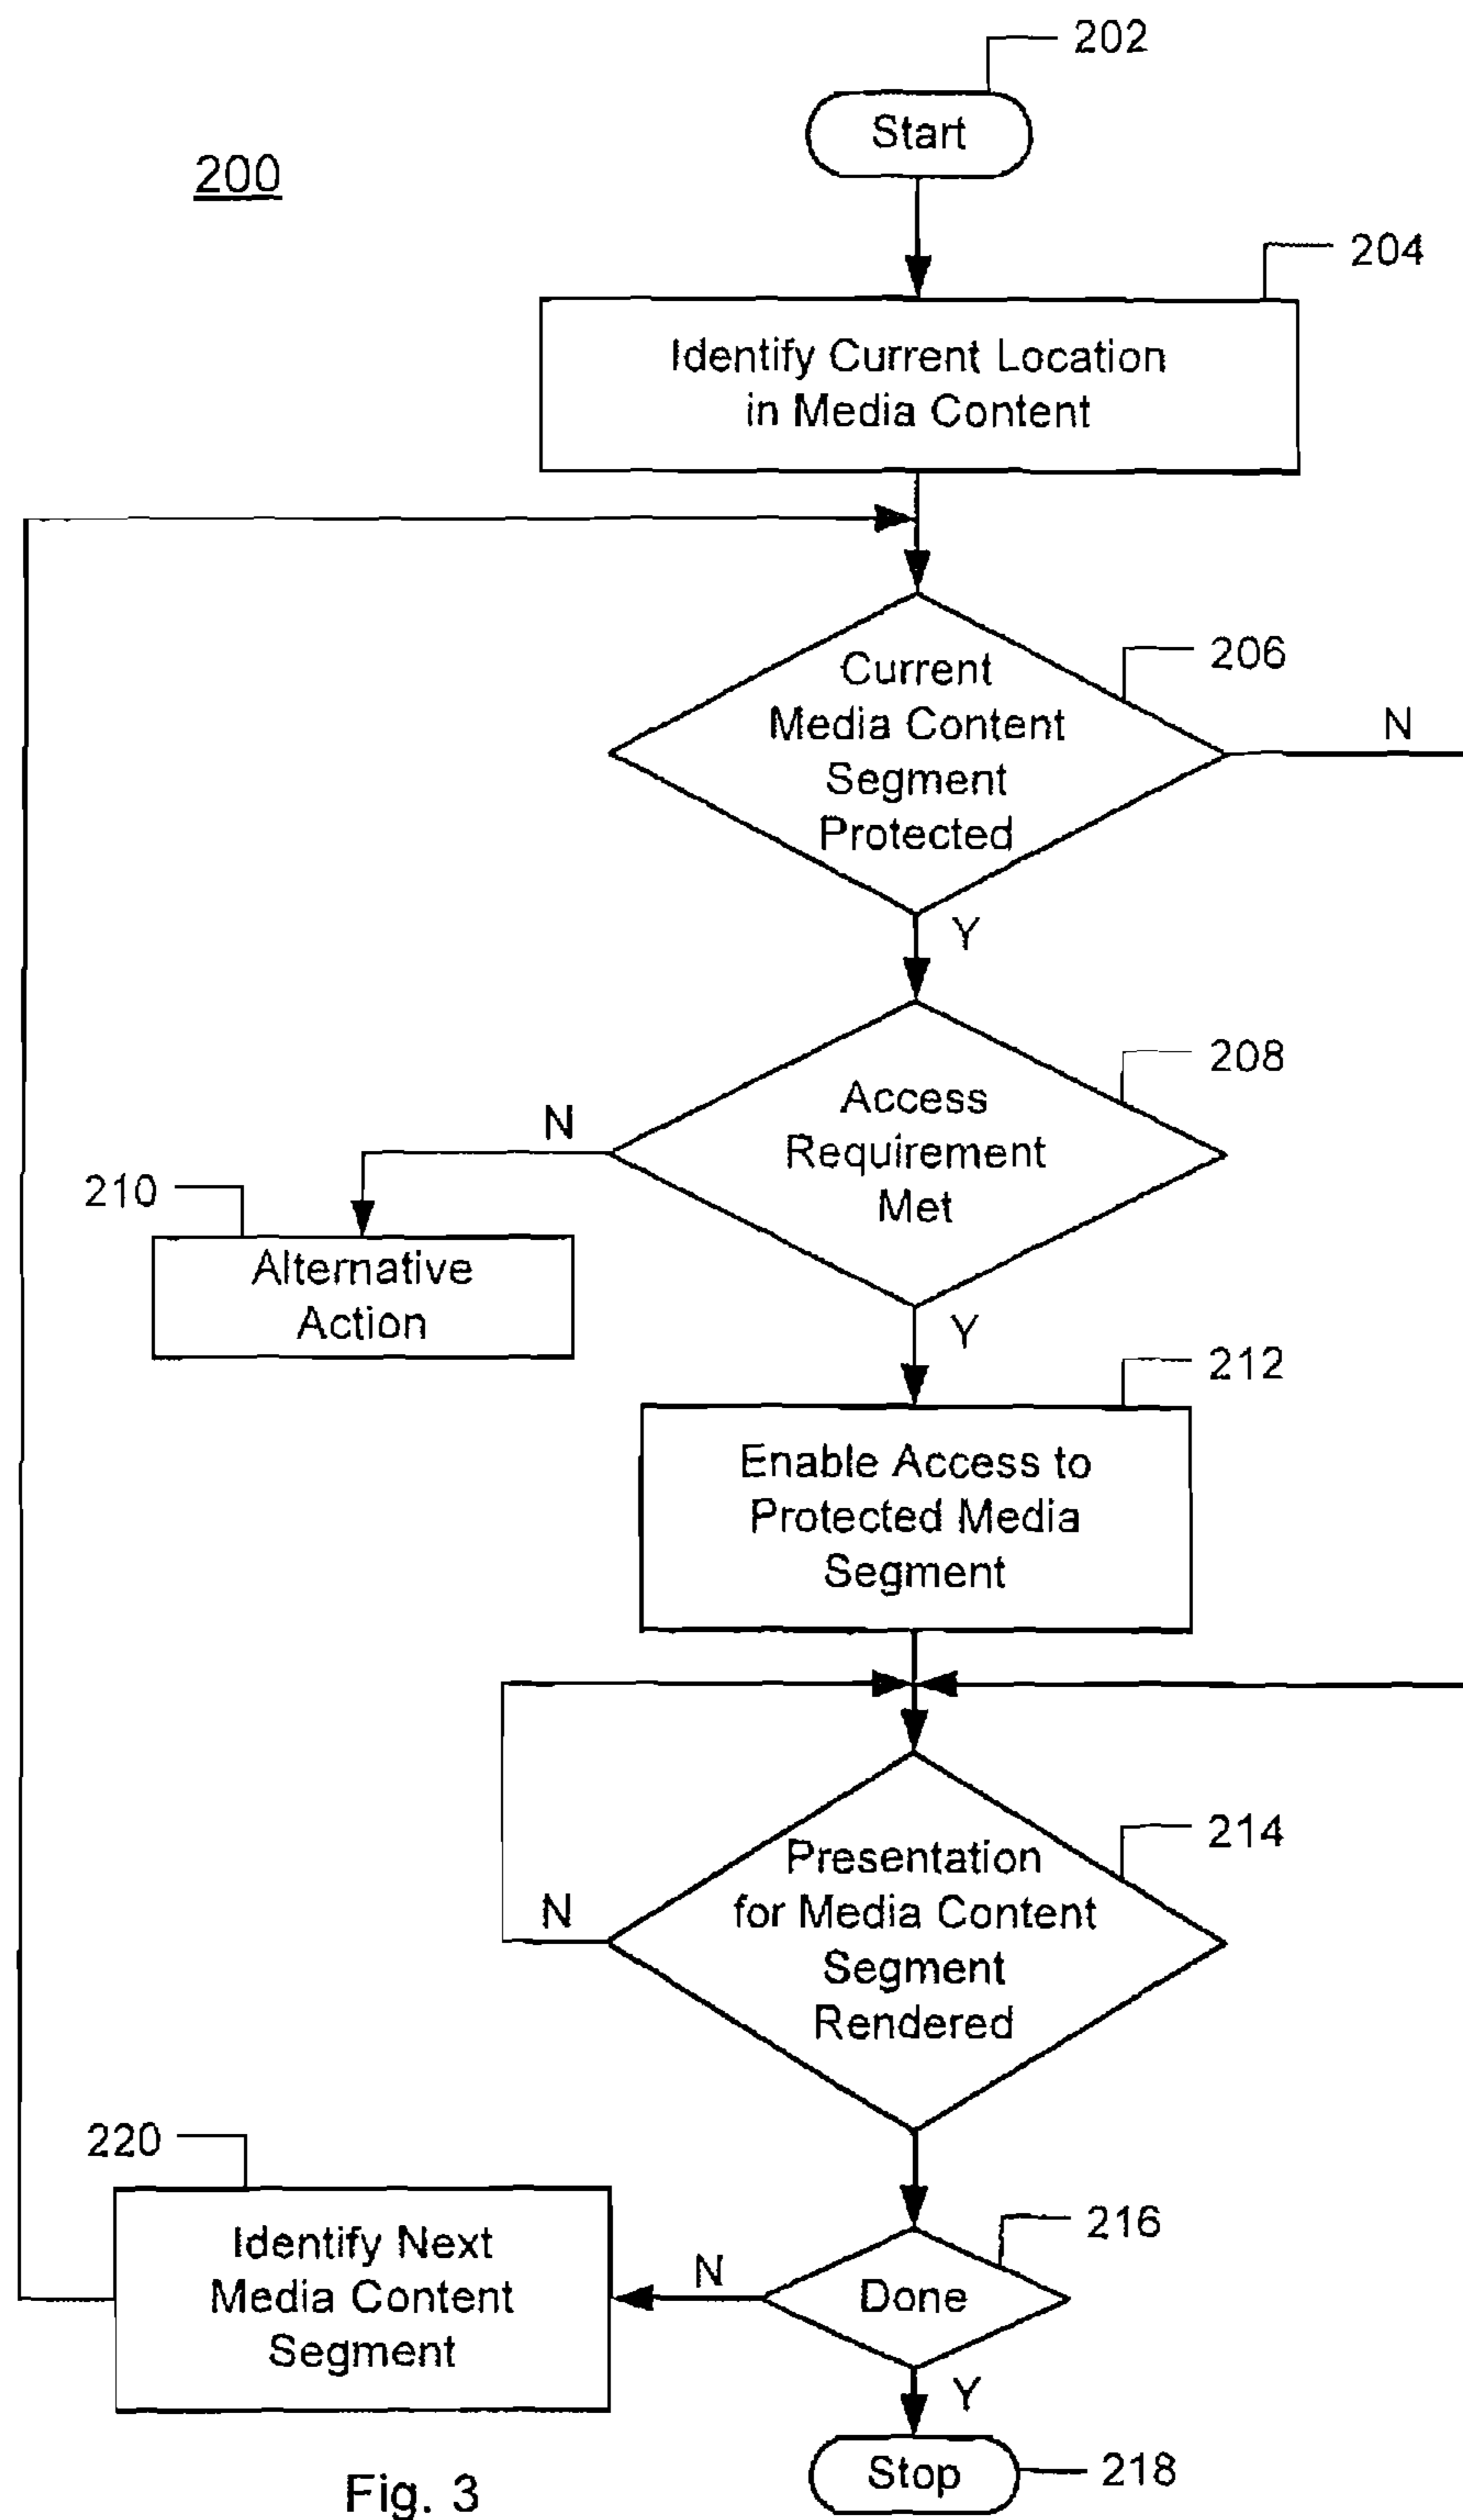 202
Start
200
204
Identify Current Location
in Media Content
206
Current
Media Content
Segment
Protected
N
Y
208
Access
Requirement
Met
N
210
Alternative
Action
Y
212
Enable Access to
Protected Media
Segment
214
Presentation
for Media Content
Segment
Rendered
N
220
Identify Next
Media Content
Segment
N
216
Done
Y
Stop
218
Fig. 3